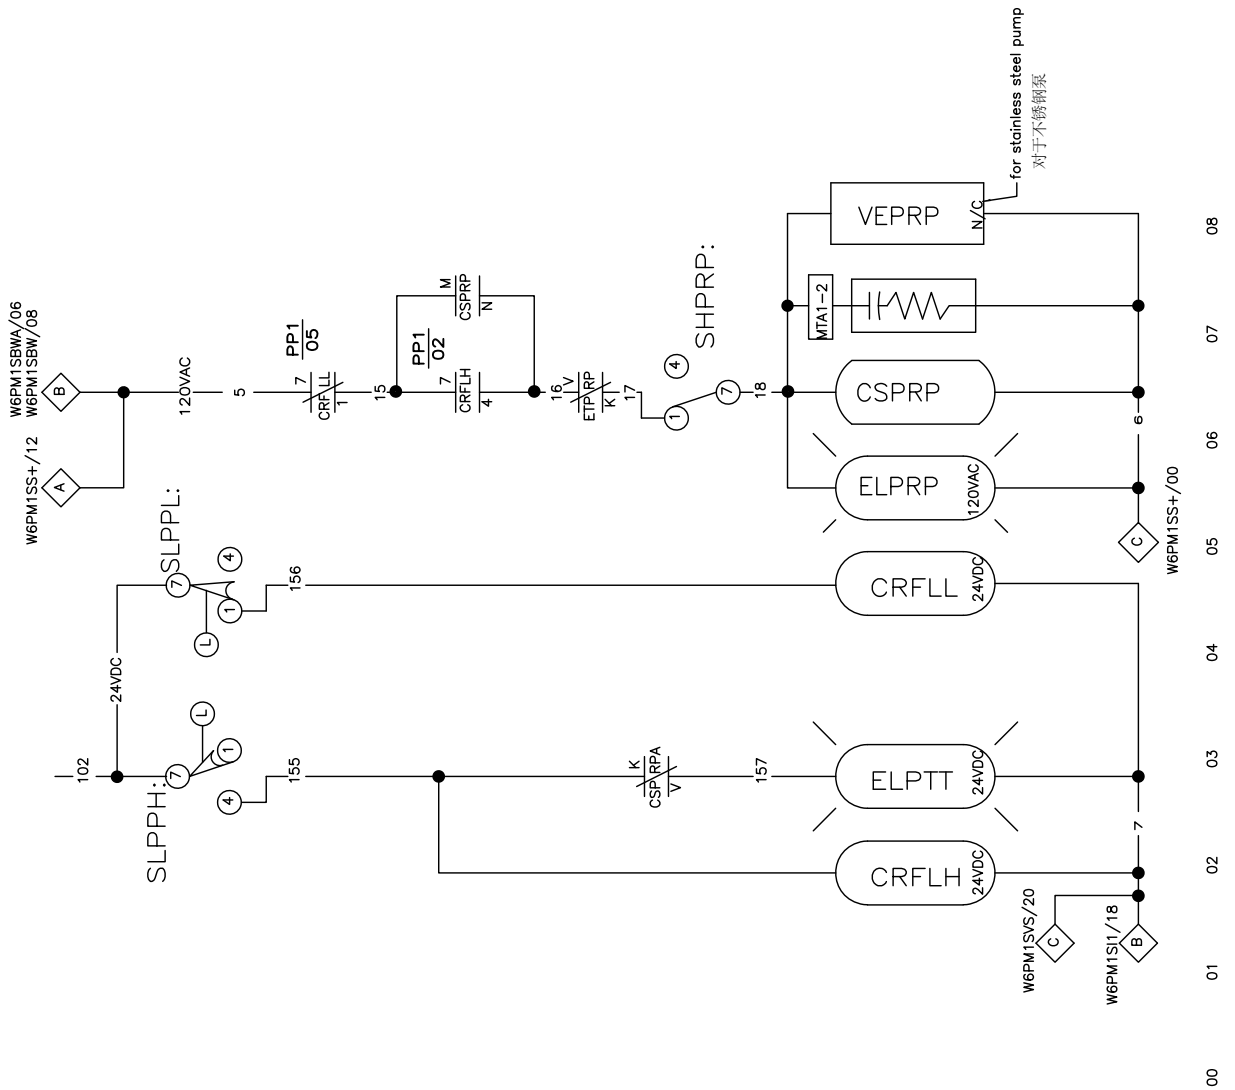 W6PM1SBWA/06
W6PM1SBW/08
B
W6PM1SS+/12
A
120VAC
5
PP1
05
7
CRFLL
1
15
PP1
02
7
CRFLH
4
M
CSPRP
N
16
V
ETPLRP
K
17
SHPRP:
4
1
7
18
VEPRP
N/C
for stainless steel pump
对于不锈钢泵
MTA1-2
CSPRP
ELPRP
120VAC
6
C
W6PM1SS+/00
24VDC
SLPPL:
7
4
1
L
156
CRFLL
24VDC
102
SLPPH:
7
L
1
4
155
K
CSPRPA
V
157
ELPTT
24VDC
CRFLH
24VDC
7
W6PM1SVS/20
C
W6PM1SI1/18
B
00
01
02
03
04
05
06
07
08